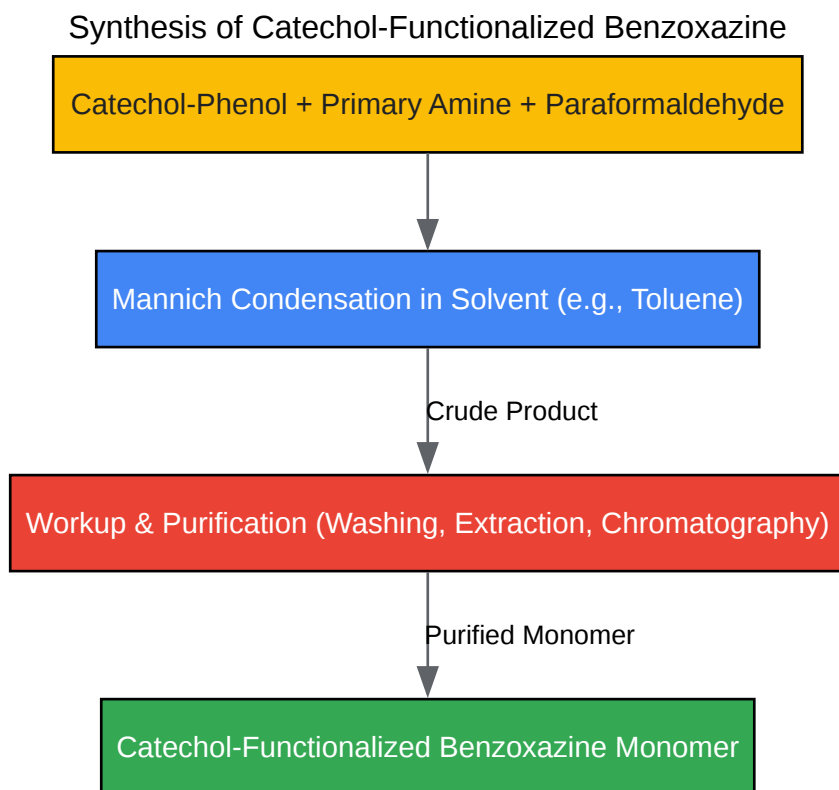 Synthesis of Catechol-Functionalized Benzoxazine
Catechol-Phenol + Primary Amine + Paraformaldehyde
Mannich Condensation in Solvent (e.g., Toluene)
Crude Product
Workup & Purification (Washing, Extraction, Chromatography)
Purified Monomer
Catechol-Functionalized Benzoxazine Monomer